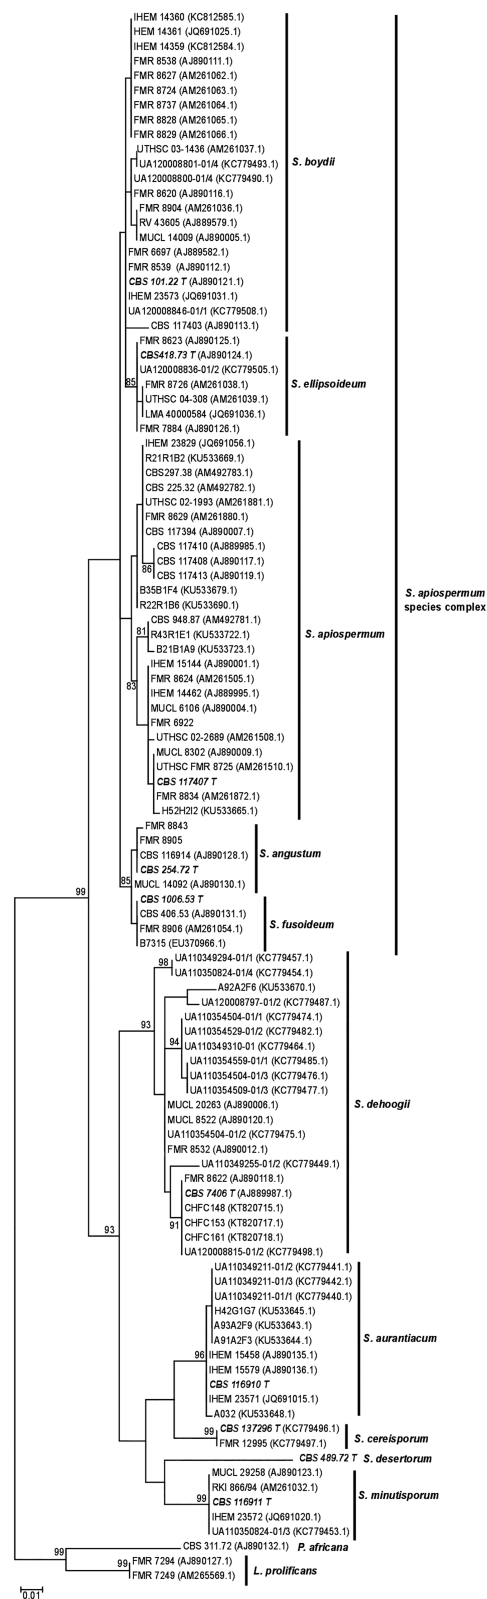 IHEM 14360 (KC812585.1)
HEM 14361 (JQ691025.1)
IHEM 14359 (KC812584.1)
FMR 8538 (AJ890111.1)
FMR 8627 (AM261062.1)
FMR 8724 (AM261063.1)
FMR 8737 (AM261064.1)
FMR 8828 (AM261065.1)
FMR 8829 (AM261066.1)
UTHSC 03-1436 (AM261037.1)
UA120008801-01/4 (KC779493.1)
S. boydii
UA120008800-01/4 (KC779490.1)
FMR 8620 (AJ890116.1)
FMR 8904 (AM261036.1)
RV 43605 (AJ889579.1)
MUCL 14009 (AJ890005.1)
FMR 6697 (AJ889582.1)
FMR 8539 (AJ890112.1)
CBS 101.22 T (AJ890121.1)
IHEM 23573 (JQ691031.1)
UA120008846-01/1 (KC779508.1)
CBS 117403 (AJ890113.1)
FMR 8623 (AJ890125.1)
CBS418.73 T (AJ890124.1)
UA120008836-01/2 (KC779505.1)
85
S. ellipsoideum
FMR 8726 (AM261038.1)
UTHSC 04-308 (AM261039.1)
LMA 40000584 (JQ691036.1)
FMR 7884 (AJ890126.1)
IHEM 23829 (JQ691056.1)
R21R1B2 (KU533669.1)
CBS297.38 (AM492783.1)
CBS 225.32 (AM492782.1)
UTHSC 02-1993 (AM261881.1)
FMR 8629 (AM261880.1)
CBS 117394 (AJ890007.1)
CBS 117410 (AJ889985.1)
CBS 117408 (AJ890117.1)
86
CBS 117413 (AJ890119.1)
B35B1F4 (KU533679.1)
S. apiospermum
species complex
R22R1B6 (KU533690.1)
CBS 948.87 (AM492781.1)
81
R43R1E1 (KU533722.1)
S. apiospermum
B21B1A9 (KU533723.1)
IHEM 15144 (AJ890001.1)
FMR 8624 (AM261505.1)
83
IHEM 14462 (AJ889995.1)
MUCL 6106 (AJ890004.1)
FMR 6922
UTHSC 02-2689 (AM261508.1)
MUCL 8302 (AJ890009.1)
UTHSC FMR 8725 (AM261510.1)
CBS 117407 T
FMR 8834 (AM261872.1)
H52H2I2 (KU533665.1)
FMR 8843
FMR 8905
S. angustum
CBS 116914 (AJ890128.1)
CBS 254.72 T
85
MUCL 14092 (AJ890130.1)
99
CBS 1006.53 T
CBS 406.53 (AJ890131.1)
S. fusoideum
FMR 8906 (AM261054.1)
B7315 (EU370966.1)
UA110349294-01/1 (KC779457.1)
98
UA110350824-01/4 (KC779454.1)
A92A2F6 (KU533670.1)
UA120008797-01/2 (KC779487.1)
UA110354504-01/1 (KC779474.1)
93
UA110354529-01/2 (KC779482.1)
94
UA110349310-01 (KC779464.1)
UA110354559-01/1 (KC779485.1)
UA110354504-01/3 (KC779476.1)
UA110354509-01/3 (KC779477.1)
S. dehoogii
MUCL 20263 (AJ890006.1)
MUCL 8522 (AJ890120.1)
UA110354504-01/2 (KC779475.1)
FMR 8532 (AJ890012.1)
UA110349255-01/2 (KC779449.1)
FMR 8622 (AJ890118.1)
CBS 7406 T (AJ889987.1)
CHFC148 (KT820715.1)
91
CHFC153 (KT820717.1)
93
CHFC161 (KT820718.1)
UA120008815-01/2 (KC779498.1)
UA110349211-01/2 (KC779441.1)
UA110349211-01/3 (KC779442.1)
UA110349211-01/1 (KC779440.1)
H42G1G7 (KU533645.1)
A93A2F9 (KU533643.1)
S. aurantiacum
A91A2F3 (KU533644.1)
96
IHEM 15458 (AJ890135.1)
IHEM 15579 (AJ890136.1)
CBS 116910 T
IHEM 23571 (JQ691015.1)
A032 (KU533648.1)
99
CBS 137296 T (KC779496.1)
S. cereisporum
FMR 12995 (KC779497.1)
CBS 489.72 T S. desertorum
MUCL 29258 (AJ890123.1)
RKI 866/94 (AM261032.1)
S. minutisporum
99
CBS 116911 T
IHEM 23572 (JQ691020.1)
UA110350824-01/3 (KC779453.1)
99
CBS 311.72 (AJ890132.1) P. africana
FMR 7294 (AJ890127.1)
99
L. prolificans
FMR 7249 (AM265569.1)
0.01